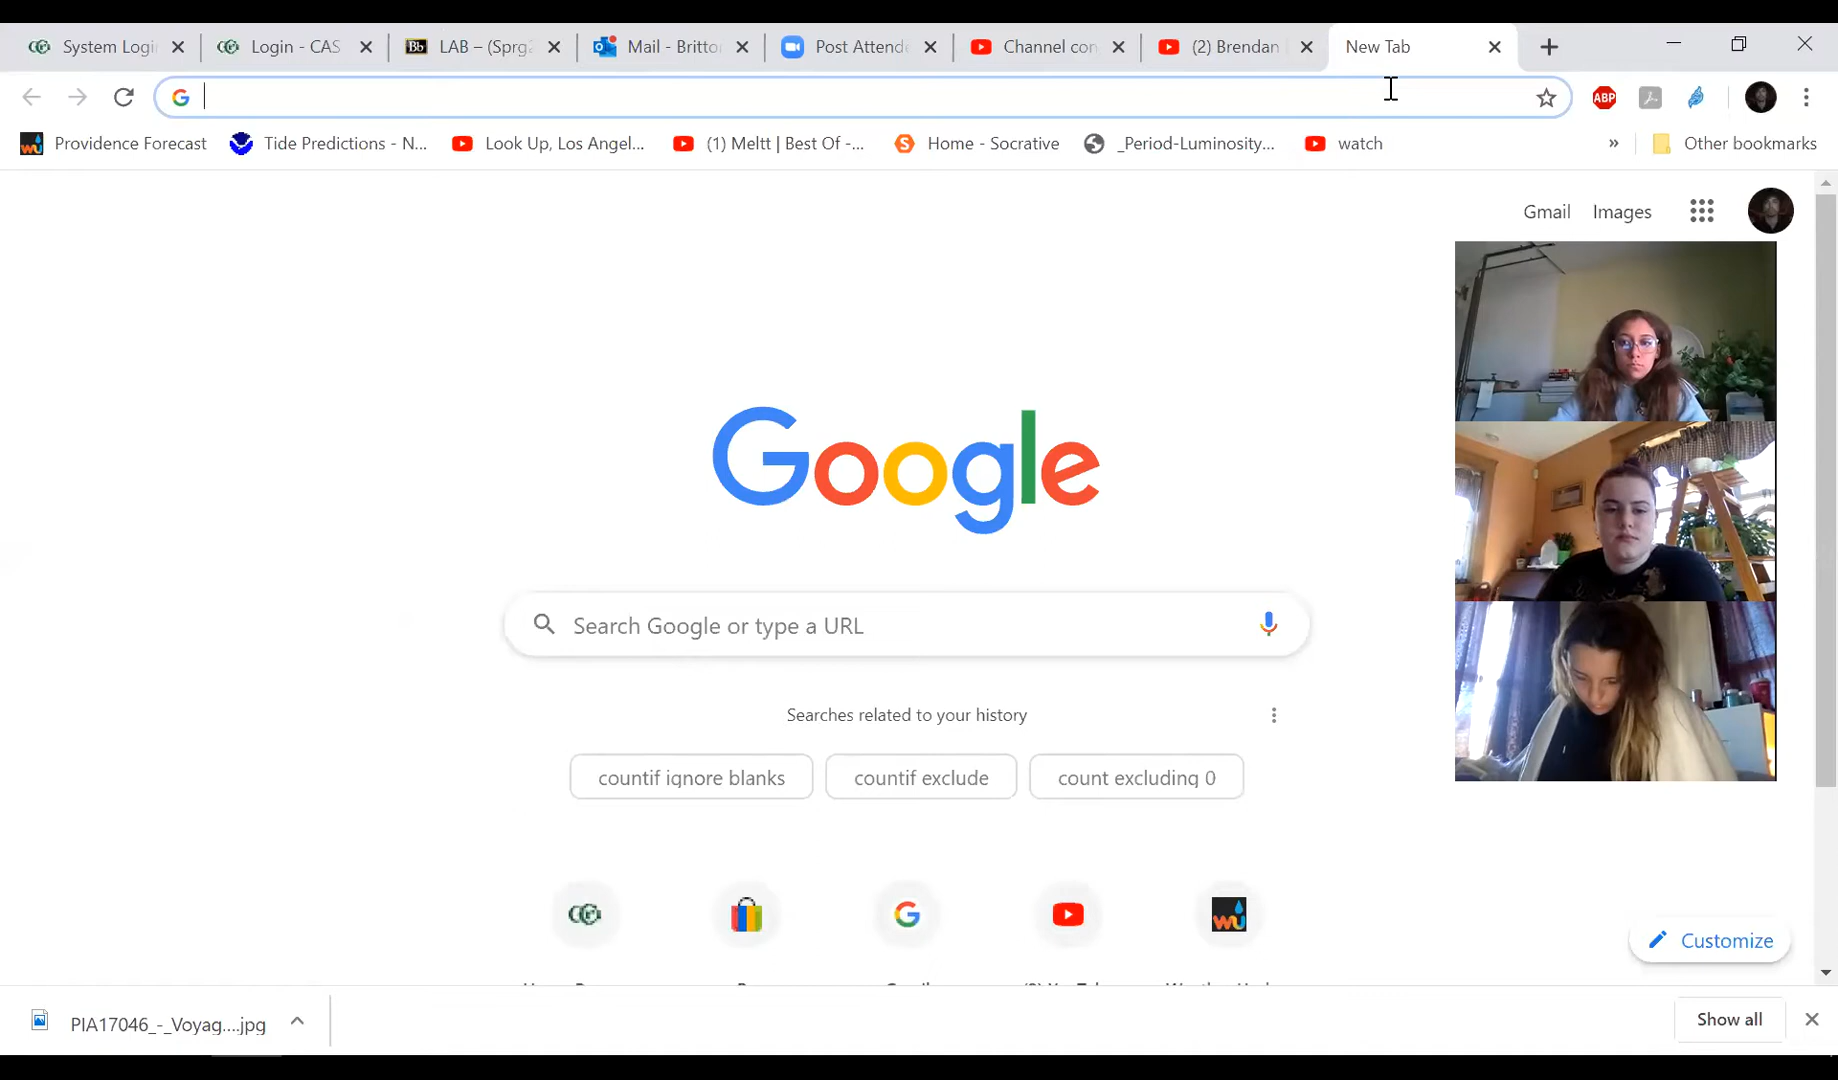 System Logi
Login - CAS
Bb
LAB – (Sprg2
Mail - Britto
Post Attende
Channel con
(2) Brendan
New Tab
ABP
Providence Forecast
Tide Predictions - N...
Look Up, Los Angel...
(1) Meltt | Best Of -...
Home - Socrative
_Period-Luminosity...
watch
»
Other bookmarks
Gmail
Images
Google
Search Google or type a URL
Searches related to your history
countif ignore blanks
countif exclude
count excluding 0
Customize
PIA17046_-_Voyag....jpg
Show all